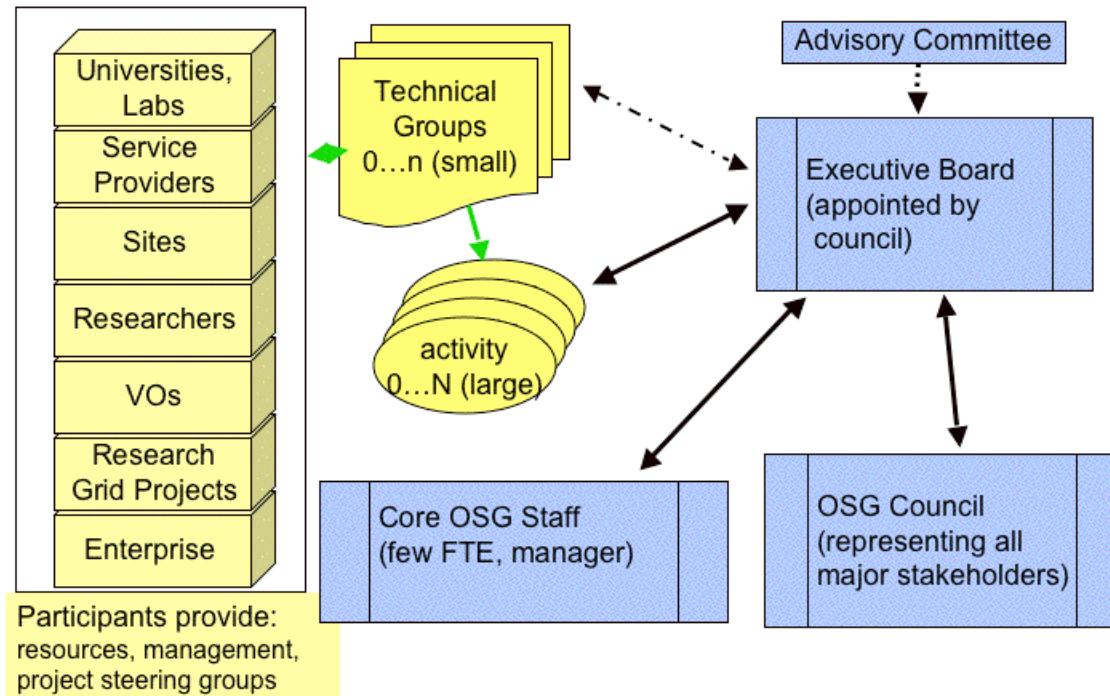 Universities,
Labs
Service
Providers
Sites
Researchers
VOs
Research
Grid Projects
Enterprise
Participants provide:
resources, management,
project steering groups
Technical
Groups
0...n (small)
activity
0...N (large)
Advisory Committee
Executive Board
(appointed by
council)
Core OSG Staff
(few FTE, manager)
OSG Council
(representing all
major stakeholders)